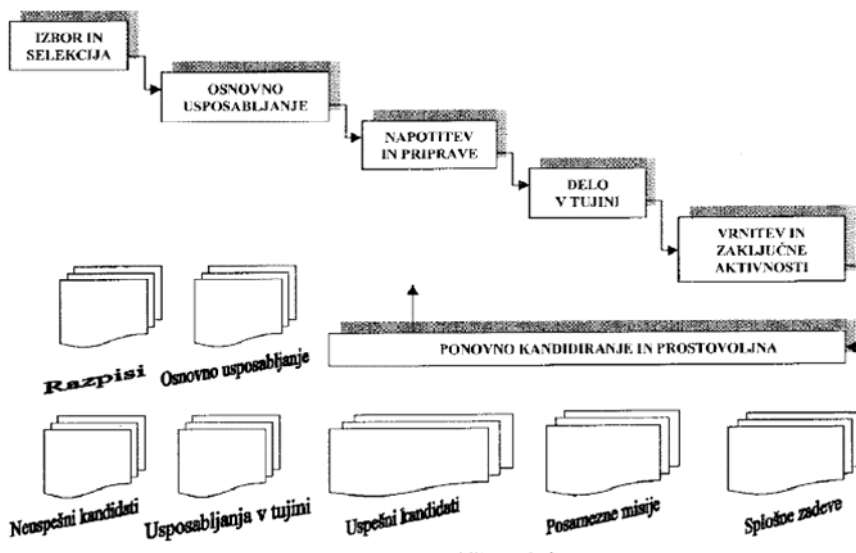 IZBOR IN
SELEKCIJA
OSNOVNO
USPOSABLJANJE
NAPOTITEV
IN PRIPRAVE
DELO
V TUJINI
VRNITEV IN
ZAKLJUČNE
AKTIVNOSTI
PONOVNO KANDIDIRANJE IN PROSTOVOLJNA
Razpisi
Osnovno usposabljanje
Neuspešni kandidati
Usposabljanja v tujini
Uspešni kandidati
Posamezne misije
Splošne zadeve